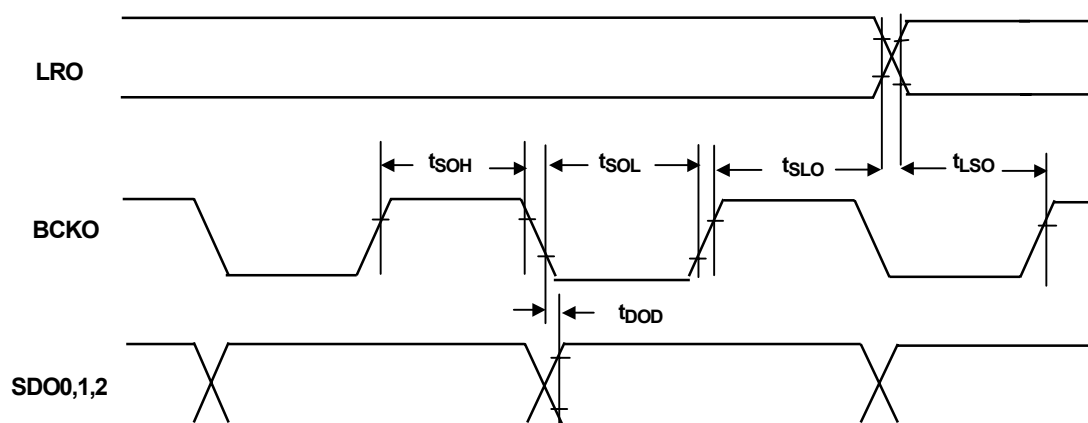 LRO
tSOH
tSOL
tSLO
tLSO
BCKO
tDOD
SDO0,1,2